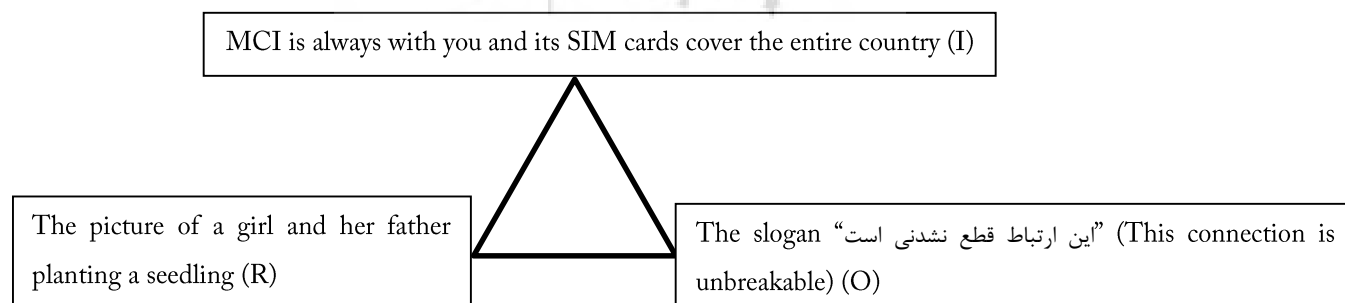 MCI is always with you and its SIM cards cover the entire country (I)
The picture of a girl and her father
planting a seedling (R)
The slogan “این ارتباط قطع نشدنی است” (This connection is
unbreakable) (O)